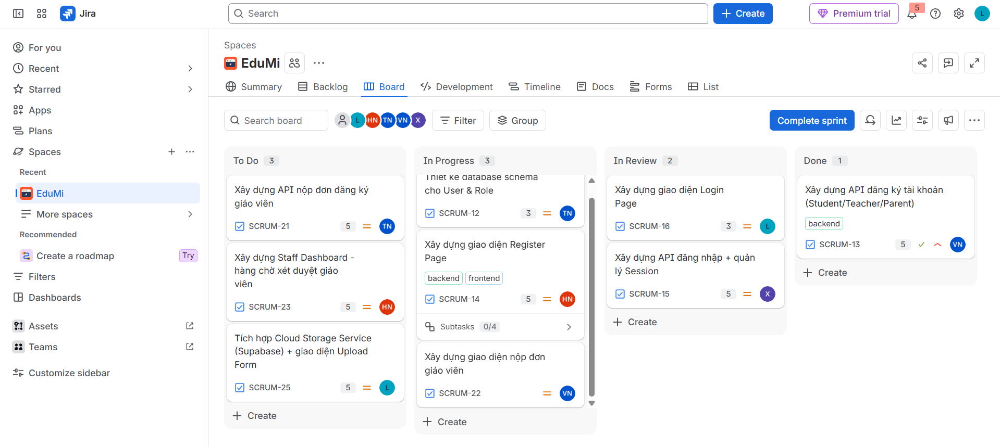 Jira
Search
Create
Premium trial
5
L
For you
Recent
Starred
Apps
Plans
Spaces
Recent
EduMi
More spaces
Recommended
Create a roadmap
Try
Filters
Dashboards
Assets
Teams
Customize sidebar
Spaces
EduMi
Summary
Backlog
Board
Development
Timeline
Docs
Forms
List
Search board
L
HN
TN
VN
X
Filter
Group
Complete sprint
To Do 3
Xây dựng API nộp đơn đăng ký
giáo viên
SCRUM-21 5 TN
Xây dựng Staff Dashboard -
hàng chờ xét duyệt giáo
viên
SCRUM-23 5 HN
Tích hợp Cloud Storage Service
(Supabase) + giao diện Upload
Form
SCRUM-25 5 L
Create
In Progress 3
Thiết kế database schema
cho User & Role
SCRUM-12 3 TN
Xây dựng giao diện Register
Page
backend frontend
SCRUM-14 5 HN
Subtasks 0/4
Xây dựng giao diện nộp đơn
giáo viên
SCRUM-22 VN
Create
In Review 2
Xây dựng giao diện Login
Page
SCRUM-16 3 L
Xây dựng API đăng nhập + quản
lý Session
SCRUM-15 5 X
Create
Done 1
Xây dựng API đăng ký tài khoản
(Student/Teacher/Parent)
backend
SCRUM-13 5 VN
Create